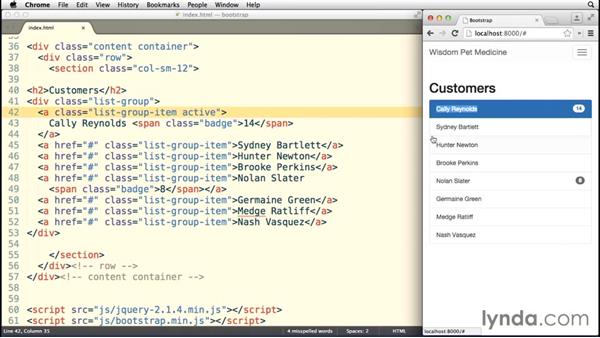 Chrome File Edit View History Bookmarks People Window Help
index.html — bootstrap
index.html
36 <div class="content container">
37 <div class="row">
38 <section class="col-sm-12">
39
40 <h2>Customers</h2>
41 <div class="list-group">
42 <a class="list-group-item active">
43 Cally Reynolds <span class="badge">14</span>
44 </a>
45 <a href="#" class="list-group-item">Sydney Bartlett</a>
46 <a href="#" class="list-group-item">Hunter Newton</a>
47 <a href="#" class="list-group-item">Brooke Perkins</a>
48 <a href="#" class="list-group-item">Nolan Slater
49 <span class="badge">8</span></a>
50 <a href="#" class="list-group-item">Germaine Green</a>
51 <a href="#" class="list-group-item">Medge Ratliff</a>
52 <a href="#" class="list-group-item">Nash Vasquez</a>
53 </div>
54
55 </section>
56 </div><!-- row -->
57 </div><!-- content container -->
58
59
60 <script src="js/jquery-2.1.4.min.js"></script>
61 <script src="js/bootstrap.min.js"></script>
Line 42, Column 35
4 misspelled words
HTML
Bootstrap
localhost:8000/#
Wisdom Pet Medicine
Customers
Cally Reynolds 14
Sydney Bartlett
Hunter Newton
Brooke Perkins
Nolan Slater 8
Germaine Green
Medge Ratliff
Nash Vasquez
localhost:8000/#
lynda.com